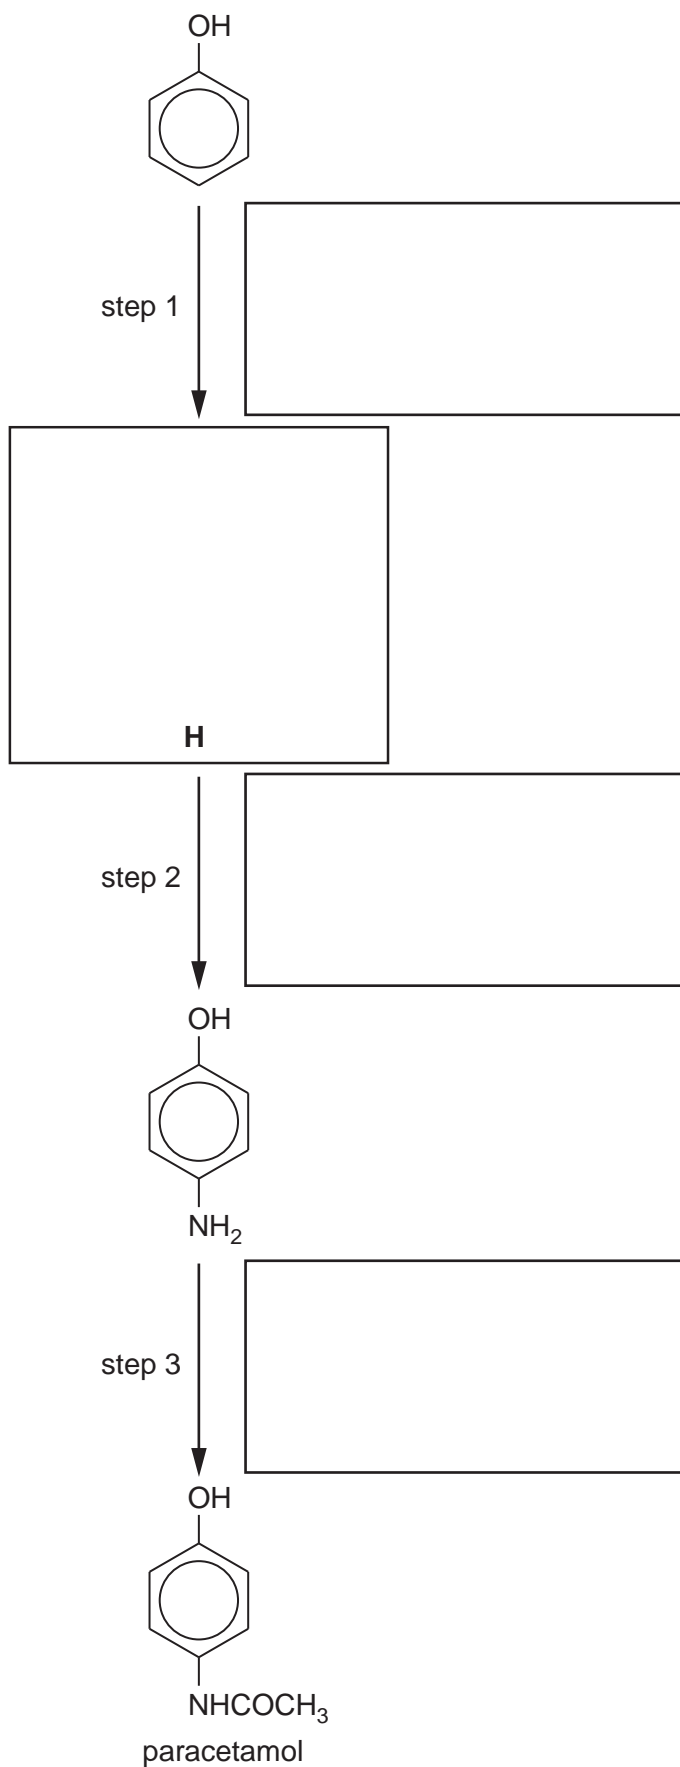 OH
step 1
H
step 2
OH
NH₂
step 3
OH
NHCOCH₃
paracetamol